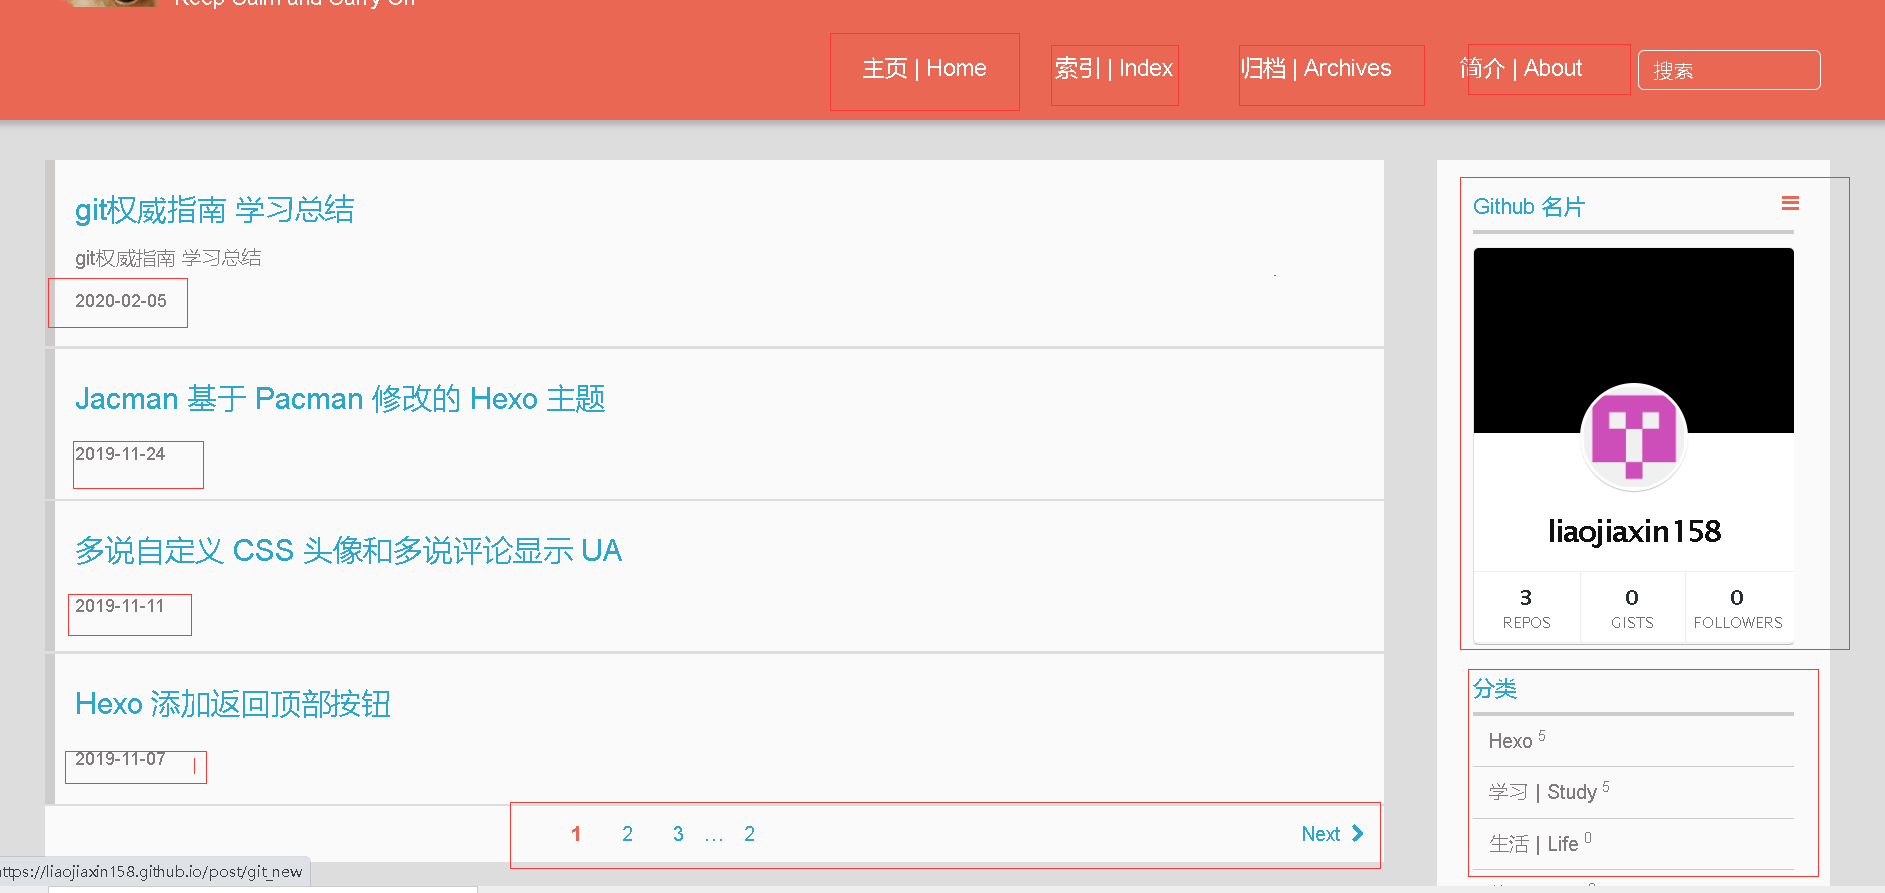 Keep Calm and Carry On
主页 | Home
索引 | Index
归档 | Archives
简介 | About
搜索
git权威指南 学习总结
git权威指南 学习总结
2020-02-05
Jacman 基于 Pacman 修改的 Hexo 主题
2019-11-24
多说自定义 CSS 头像和多说评论显示 UA
2019-11-11
Hexo 添加返回顶部按钮
2019-11-07
1 2 3 … 2 Next
Github 名片
liaojiaxin158
3 0 0
REPOS GISTS FOLLOWERS
分类
Hexo 5
学习 | Study 5
生活 | Life 0
ttps://liaojiaxin158.github.io/post/git_new